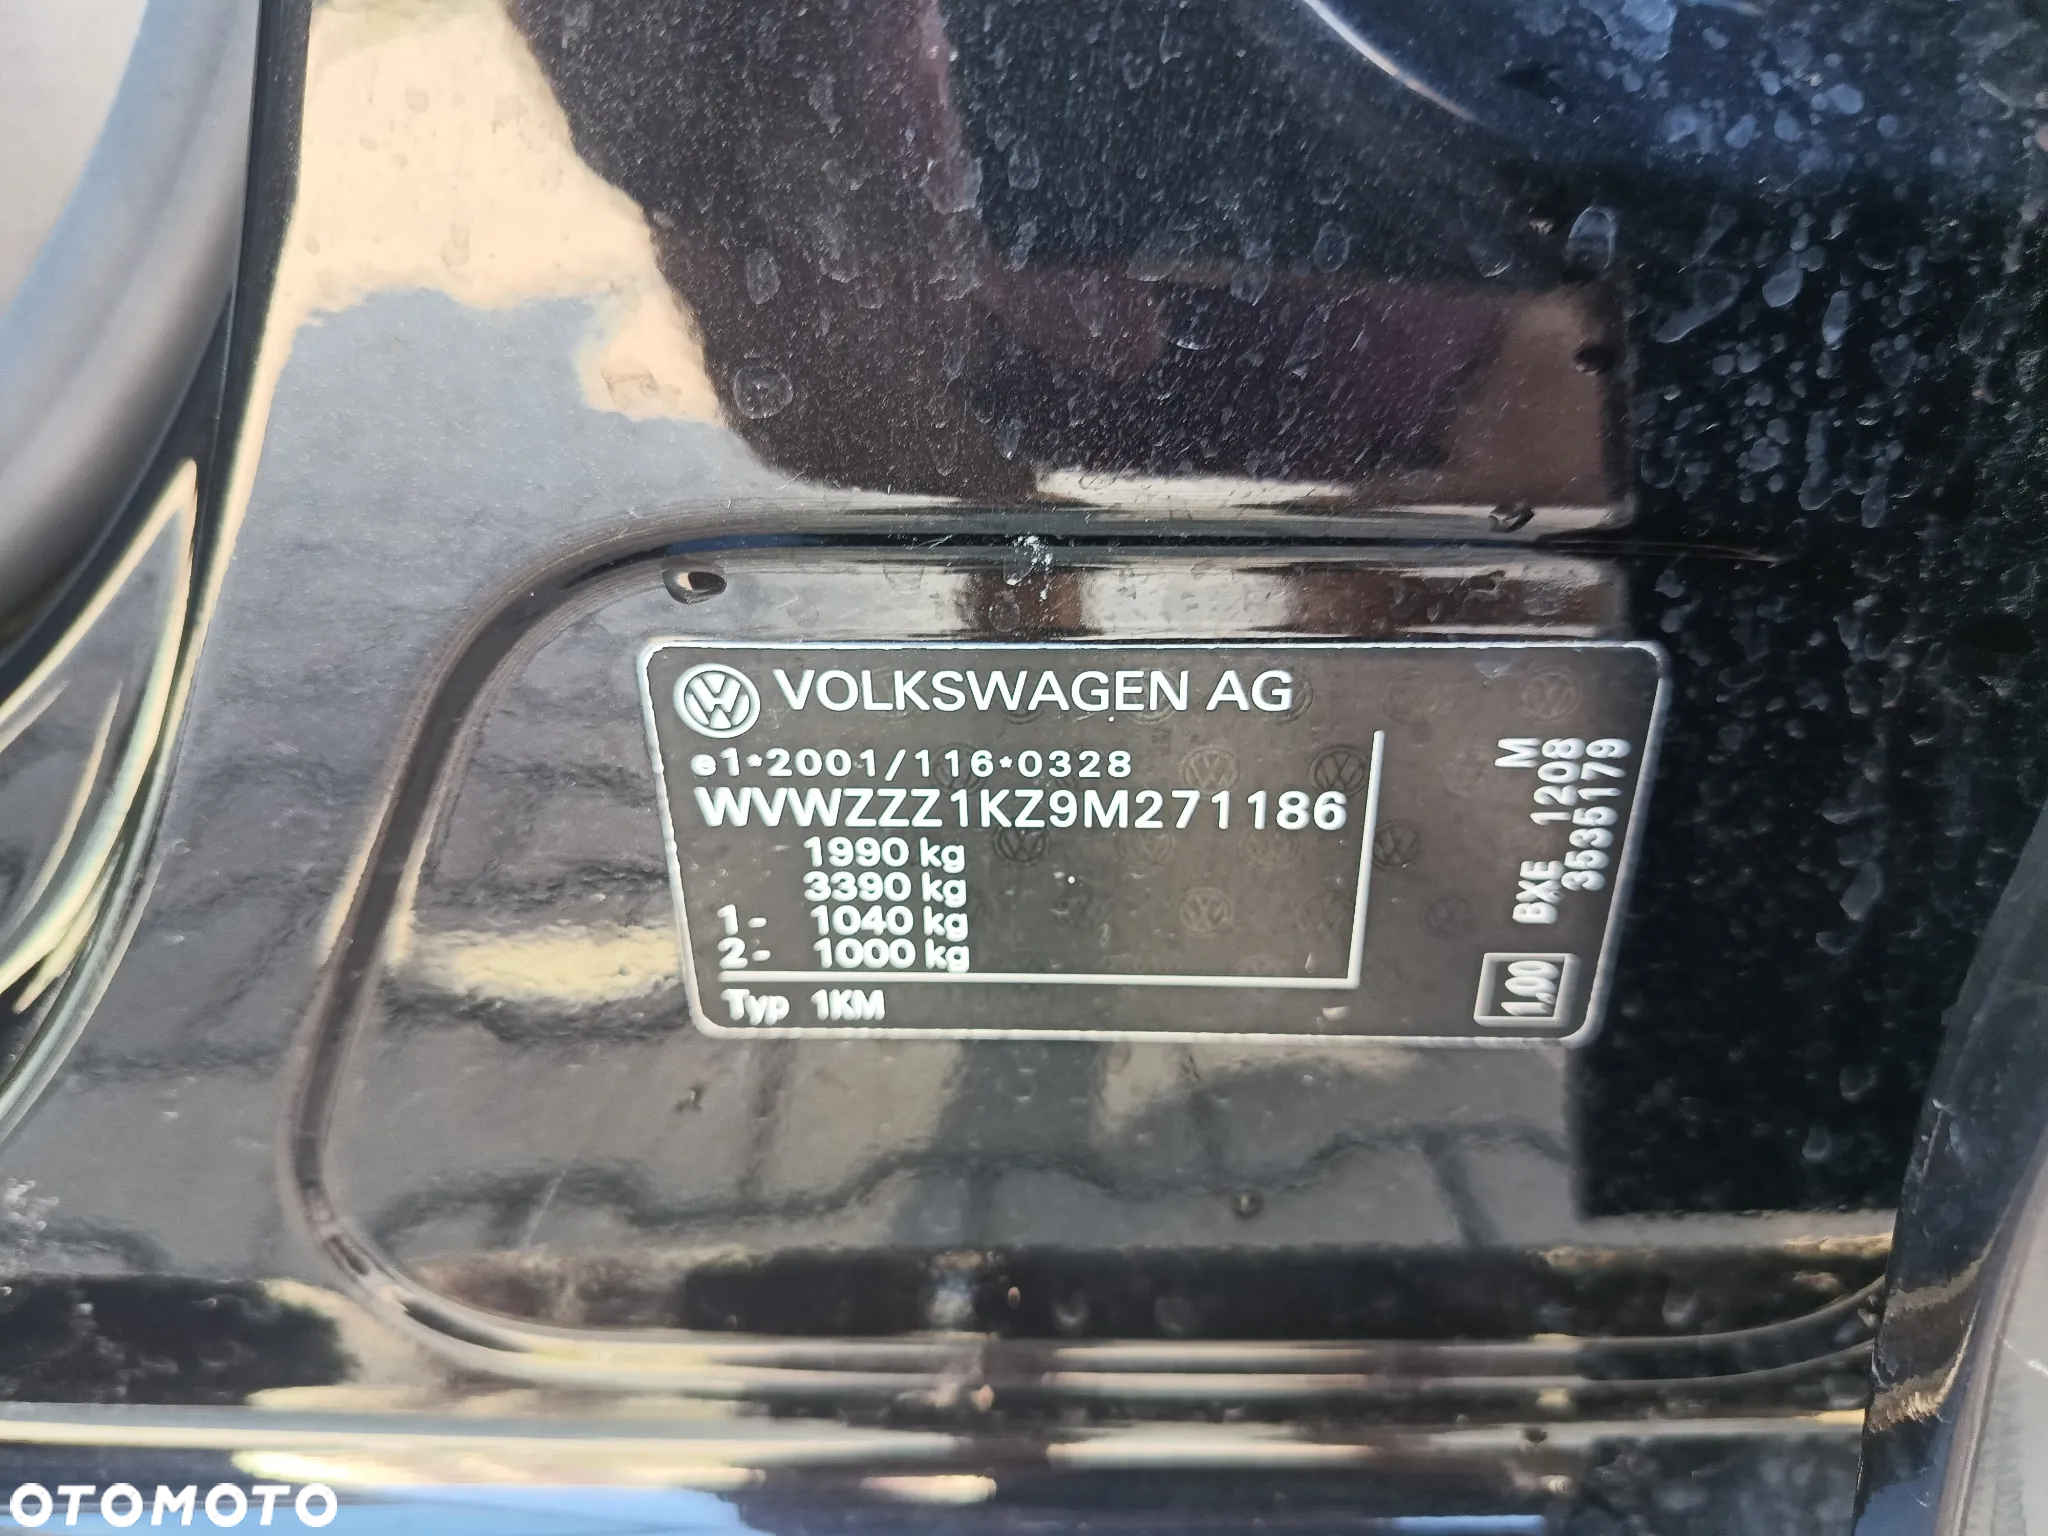 VOLKSWAGEN AG
e1*2001/116*0328
WVWZZZ1KZ9M271186
1990 kg
3390 kg
1- 1040 kg
2- 1000 kg
Typ 1KM
BXE 1208 M
3535179
1,00
OTOMOTO